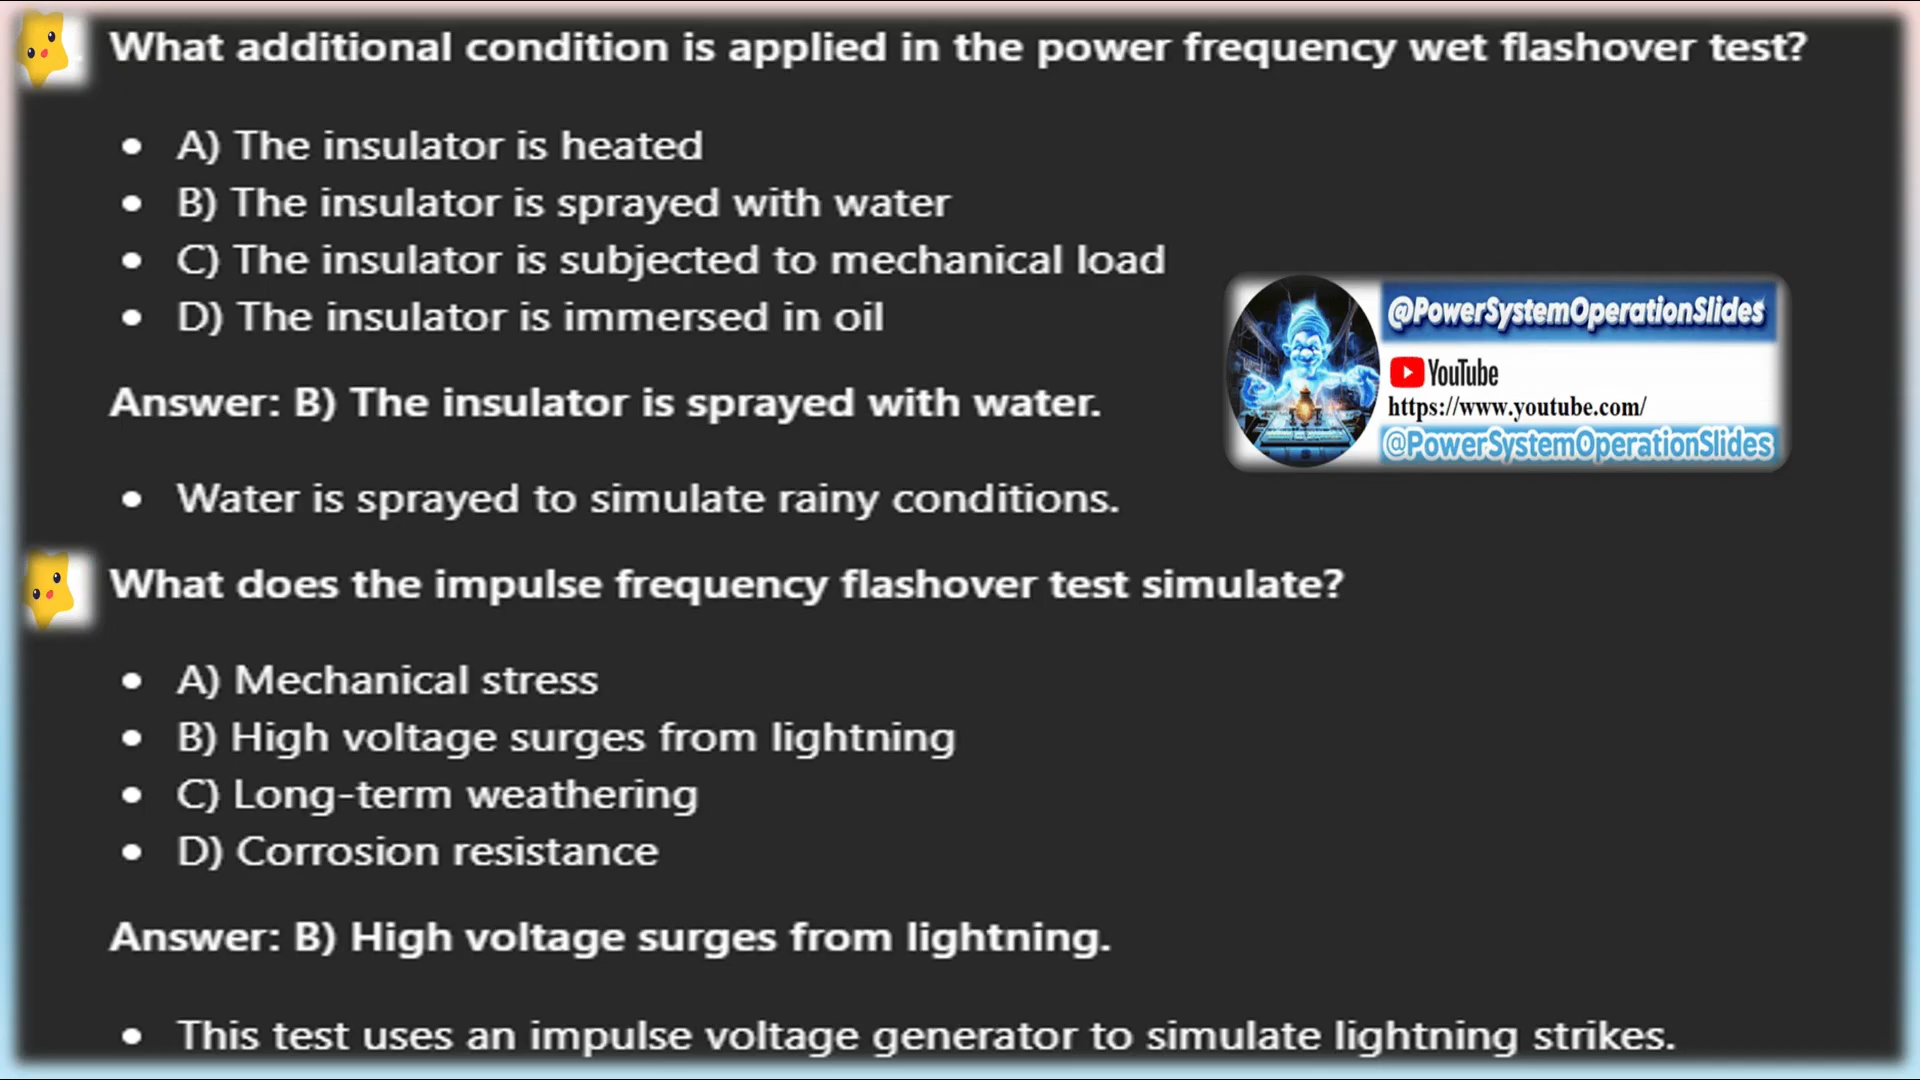 What additional condition is applied in the power frequency wet flashover test?
• A) The insulator is heated
• B) The insulator is sprayed with water
• C) The insulator is subjected to mechanical load
• D) The insulator is immersed in oil
@PowerSystemOperationSlides
YouTube
https://www.youtube.com/
@PowerSystemOperationSlides
Answer: B) The insulator is sprayed with water.
• Water is sprayed to simulate rainy conditions.
What does the impulse frequency flashover test simulate?
• A) Mechanical stress
• B) High voltage surges from lightning
• C) Long-term weathering
• D) Corrosion resistance
Answer: B) High voltage surges from lightning.
• This test uses an impulse voltage generator to simulate lightning strikes.